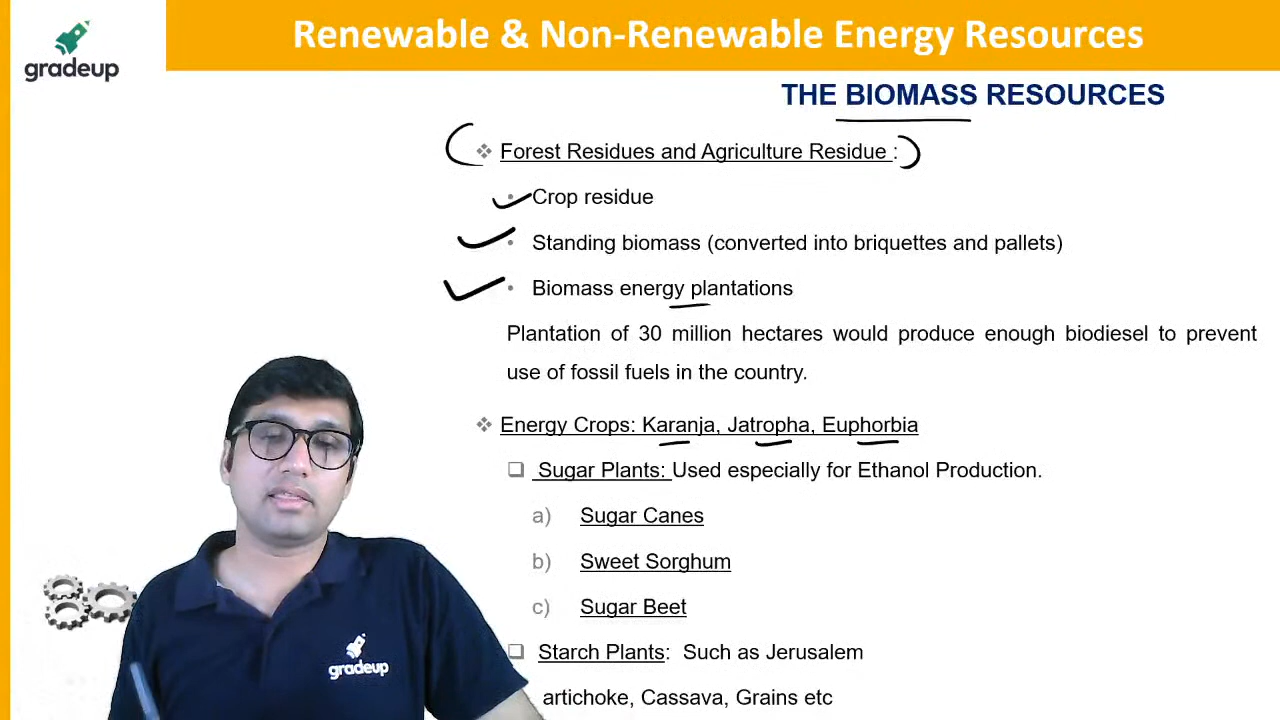 Renewable & Non-Renewable Energy Resources
gradeup
THE BIOMASS RESOURCES
❖ Forest Residues and Agriculture Residue :
• Crop residue
• Standing biomass (converted into briquettes and pallets)
• Biomass energy plantations
Plantation of 30 million hectares would produce enough biodiesel to prevent
use of fossil fuels in the country.
❖ Energy Crops: Karanja, Jatropha, Euphorbia
❑ Sugar Plants: Used especially for Ethanol Production.
a) Sugar Canes
b) Sweet Sorghum
c) Sugar Beet
❑ Starch Plants: Such as Jerusalem
artichoke, Cassava, Grains etc
gradeup